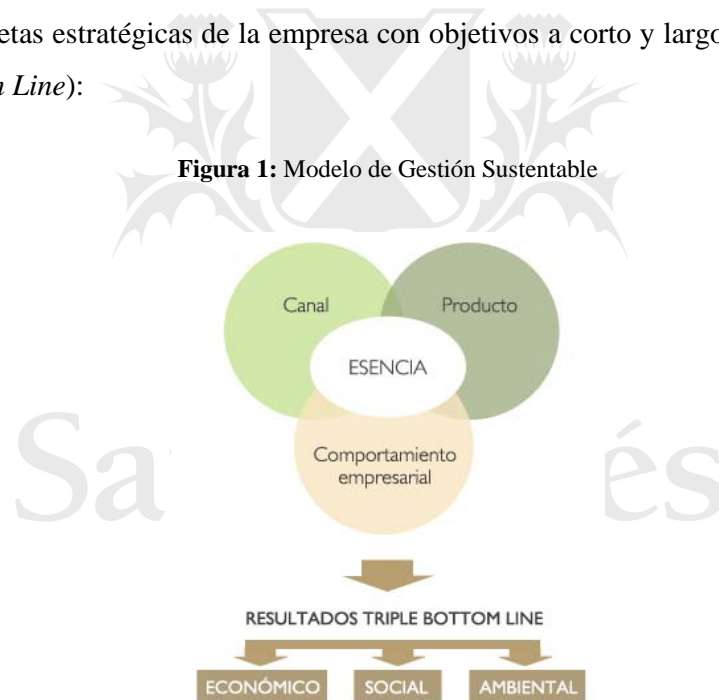 etas estratégicas de la empresa con objetivos a corto y largo
Line):
Figura 1: Modelo de Gestión Sustentable
Canal Producto
ESENCIA
Comportamiento
empresarial
RESULTADOS TRIPLE BOTTOM LINE
ECONÓMICO SOCIAL AMBIENTAL